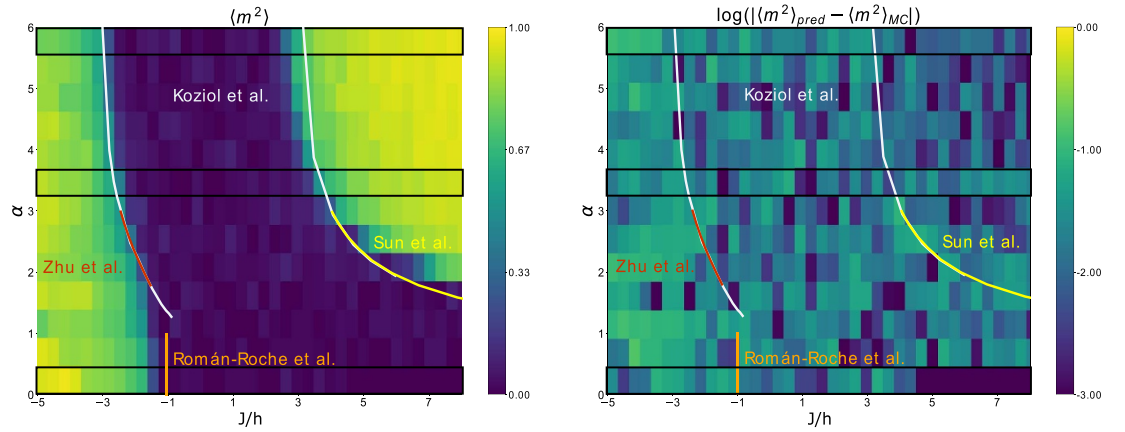 ⟨m²⟩
6
5
4
3
2
1
0
α
−5
−3
−1
1
3
5
7
J/h
Koziol et al.
Sun et al.
Zhu et al.
Román-Roche et al.
1.00
0.67
0.33
0.00
log(|⟨m²⟩pred − ⟨m²⟩MC|)
6
5
4
3
2
1
0
α
−5
−3
−1
1
3
5
7
J/h
Koziol et al.
Sun et al.
Zhu et al.
Román-Roche et al.
-0.00
-1.00
-2.00
-3.00